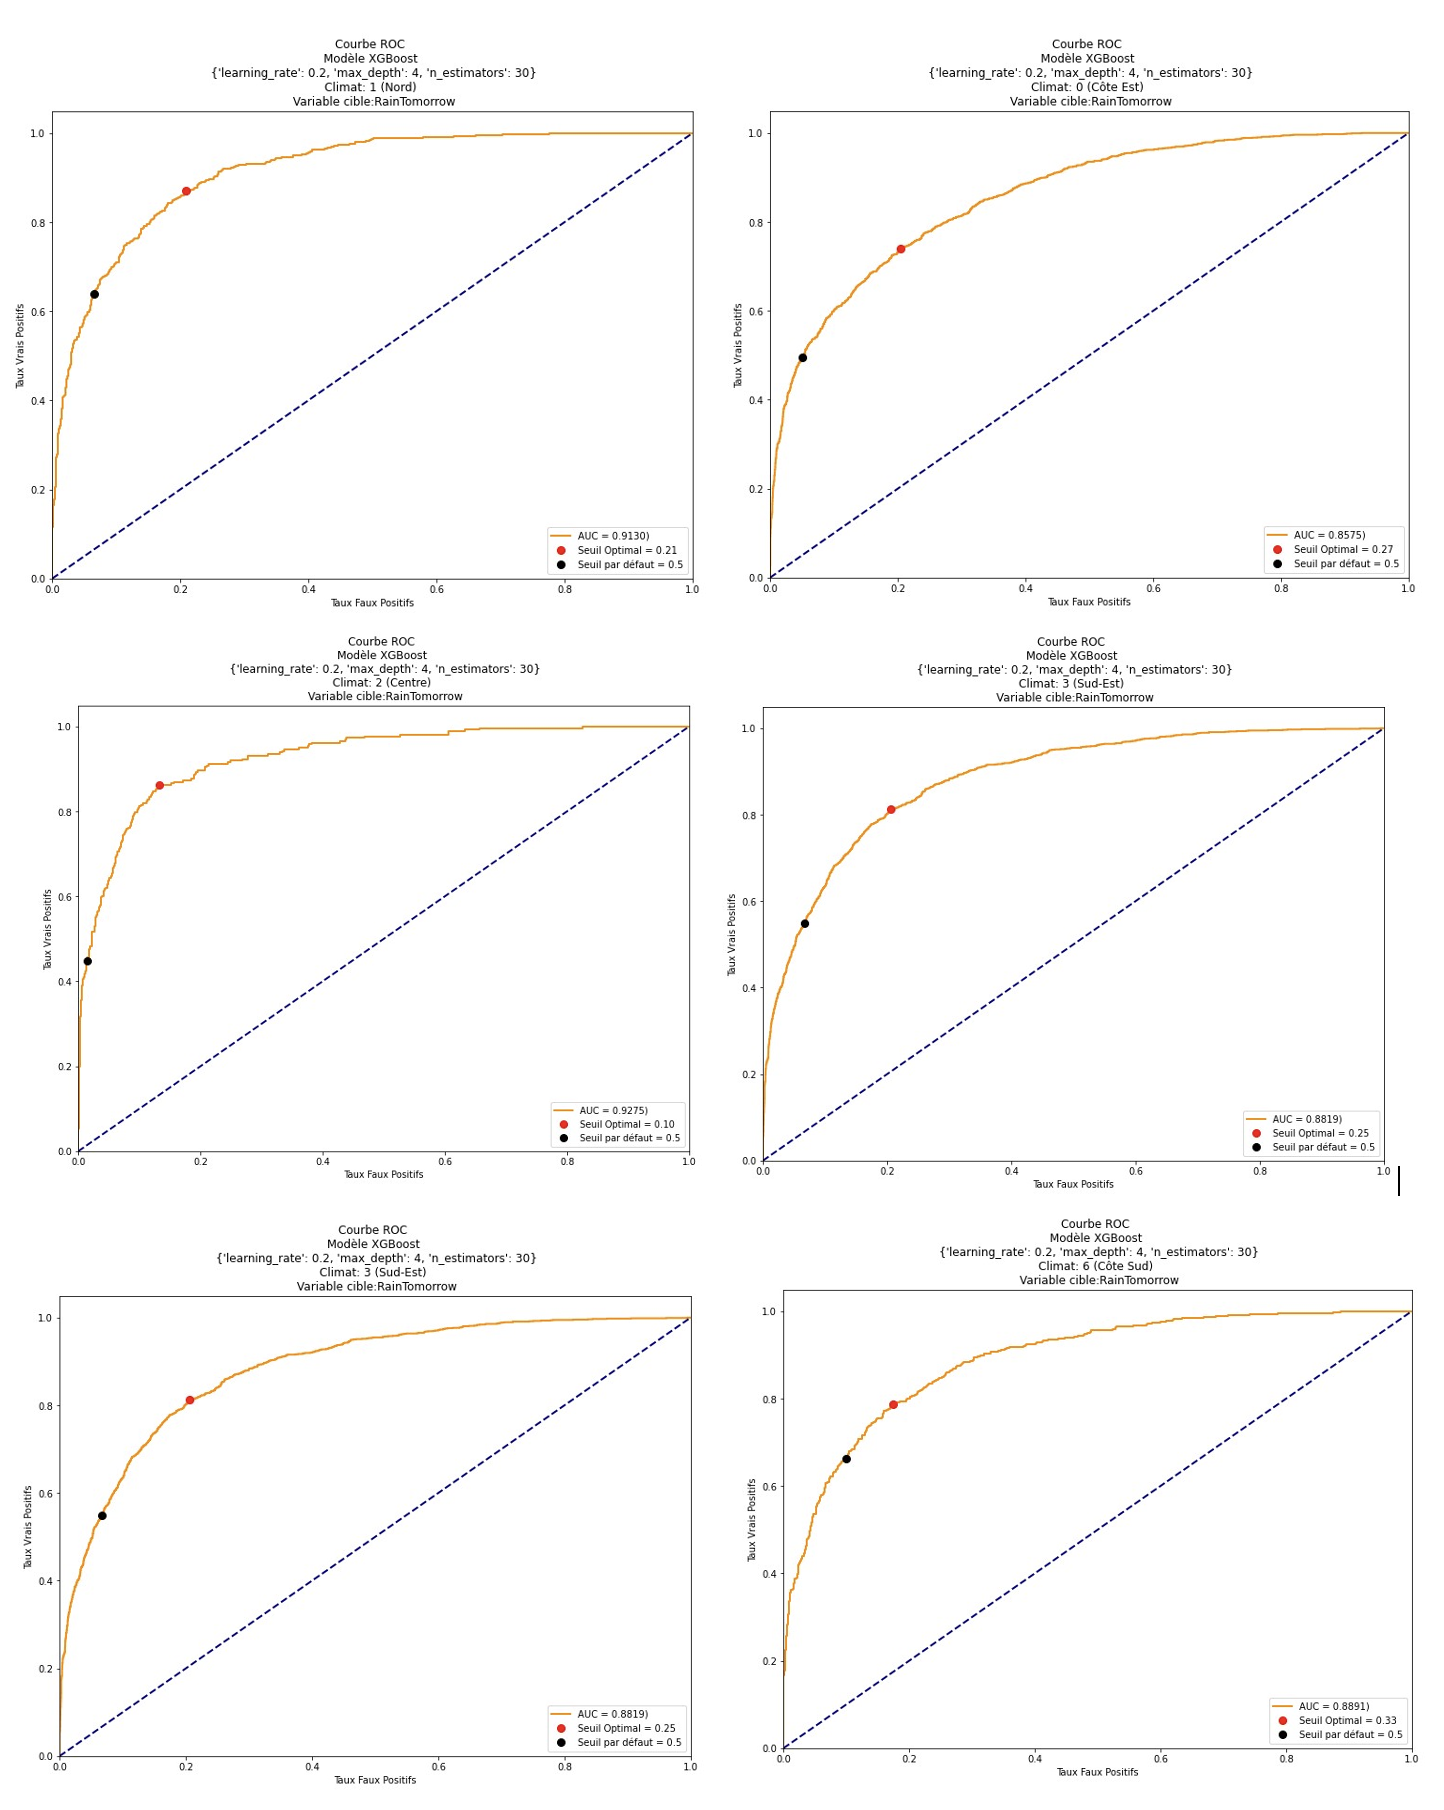 Courbe ROC
Modèle XGBoost
{'learning_rate': 0.2, 'max_depth': 4, 'n_estimators': 30}
Climat: 1 (Nord)
Variable cible:RainTomorrow
1.0
0.8
0.6
0.4
0.2
0.0
Taux Vrais Positifs
0.0 0.2 0.4 0.6 0.8 1.0
Taux Faux Positifs
AUC = 0.9130)
Seuil Optimal = 0.21
Seuil par défaut = 0.5
Courbe ROC
Modèle XGBoost
{'learning_rate': 0.2, 'max_depth': 4, 'n_estimators': 30}
Climat: 0 (Côte Est)
Variable cible:RainTomorrow
1.0
0.8
0.6
0.4
0.2
0.0
Taux Vrais Positifs
0.0 0.2 0.4 0.6 0.8 1.0
Taux Faux Positifs
AUC = 0.8575)
Seuil Optimal = 0.27
Seuil par défaut = 0.5
Courbe ROC
Modèle XGBoost
{'learning_rate': 0.2, 'max_depth': 4, 'n_estimators': 30}
Climat: 2 (Centre)
Variable cible:RainTomorrow
1.0
0.8
0.6
0.4
0.2
0.0
Taux Vrais Positifs
0.0 0.2 0.4 0.6 0.8 1.0
Taux Faux Positifs
AUC = 0.9275)
Seuil Optimal = 0.10
Seuil par défaut = 0.5
Courbe ROC
Modèle XGBoost
{'learning_rate': 0.2, 'max_depth': 4, 'n_estimators': 30}
Climat: 3 (Sud-Est)
Variable cible:RainTomorrow
1.0
0.8
0.6
0.4
0.2
0.0
Taux Vrais Positifs
0.0 0.2 0.4 0.6 0.8 1.0
Taux Faux Positifs
AUC = 0.8819)
Seuil Optimal = 0.25
Seuil par défaut = 0.5
Courbe ROC
Modèle XGBoost
{'learning_rate': 0.2, 'max_depth': 4, 'n_estimators': 30}
Climat: 3 (Sud-Est)
Variable cible:RainTomorrow
1.0
0.8
0.6
0.4
0.2
0.0
Taux Vrais Positifs
0.0 0.2 0.4 0.6 0.8 1.0
Taux Faux Positifs
AUC = 0.8819)
Seuil Optimal = 0.25
Seuil par défaut = 0.5
Courbe ROC
Modèle XGBoost
{'learning_rate': 0.2, 'max_depth': 4, 'n_estimators': 30}
Climat: 6 (Côte Sud)
Variable cible:RainTomorrow
1.0
0.8
0.6
0.4
0.2
0.0
Taux Vrais Positifs
0.0 0.2 0.4 0.6 0.8 1.0
Taux Faux Positifs
AUC = 0.8891)
Seuil Optimal = 0.33
Seuil par défaut = 0.5